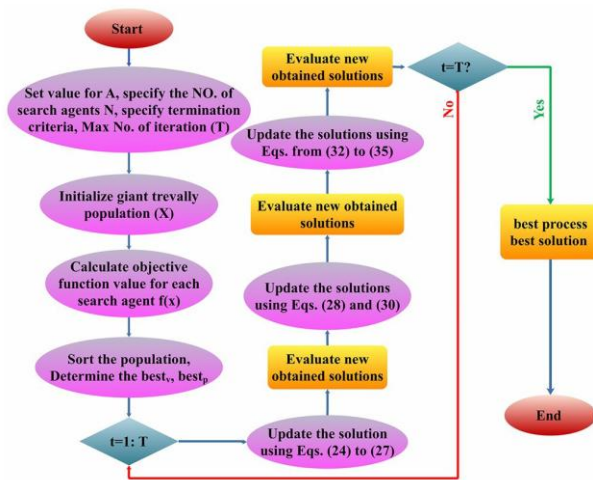 Start
Set value for A, specify the NO. of
search agents N, specify termination
criteria, Max No. of iteration (T)
Initialize giant trevally
population (X)
Calculate objective
function value for each
search agent f(x)
Sort the population,
Determine the bestᵥ, bestₚ
t=1: T
Update the solution
using Eqs. (24) to (27)
Evaluate new
obtained solutions
Update the solutions
using Eqs. (28) and (30)
Evaluate new obtained
solutions
Update the solutions using
Eqs. from (32) to (35)
Evaluate new
obtained solutions
t=T?
No
Yes
best process
best solution
End